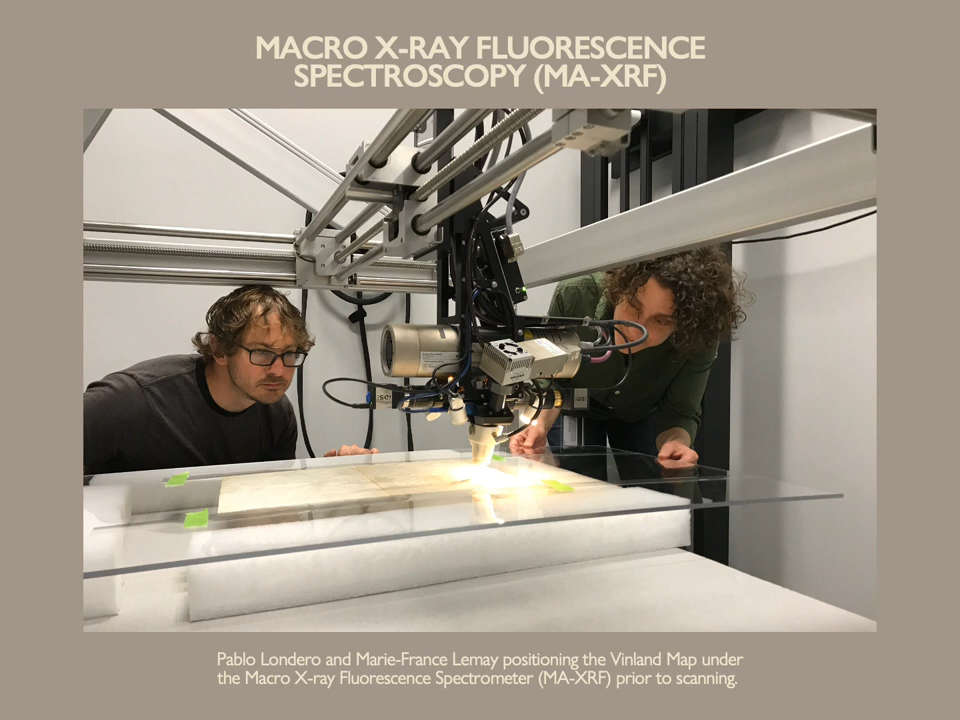 MACRO X-RAY FLUORESCENCE
SPECTROSCOPY (MA-XRF)
Pablo Londero and Marie-France Lemay positioning the Vinland Map under
the Macro X-ray Fluorescence Spectrometer (MA-XRF) prior to scanning.